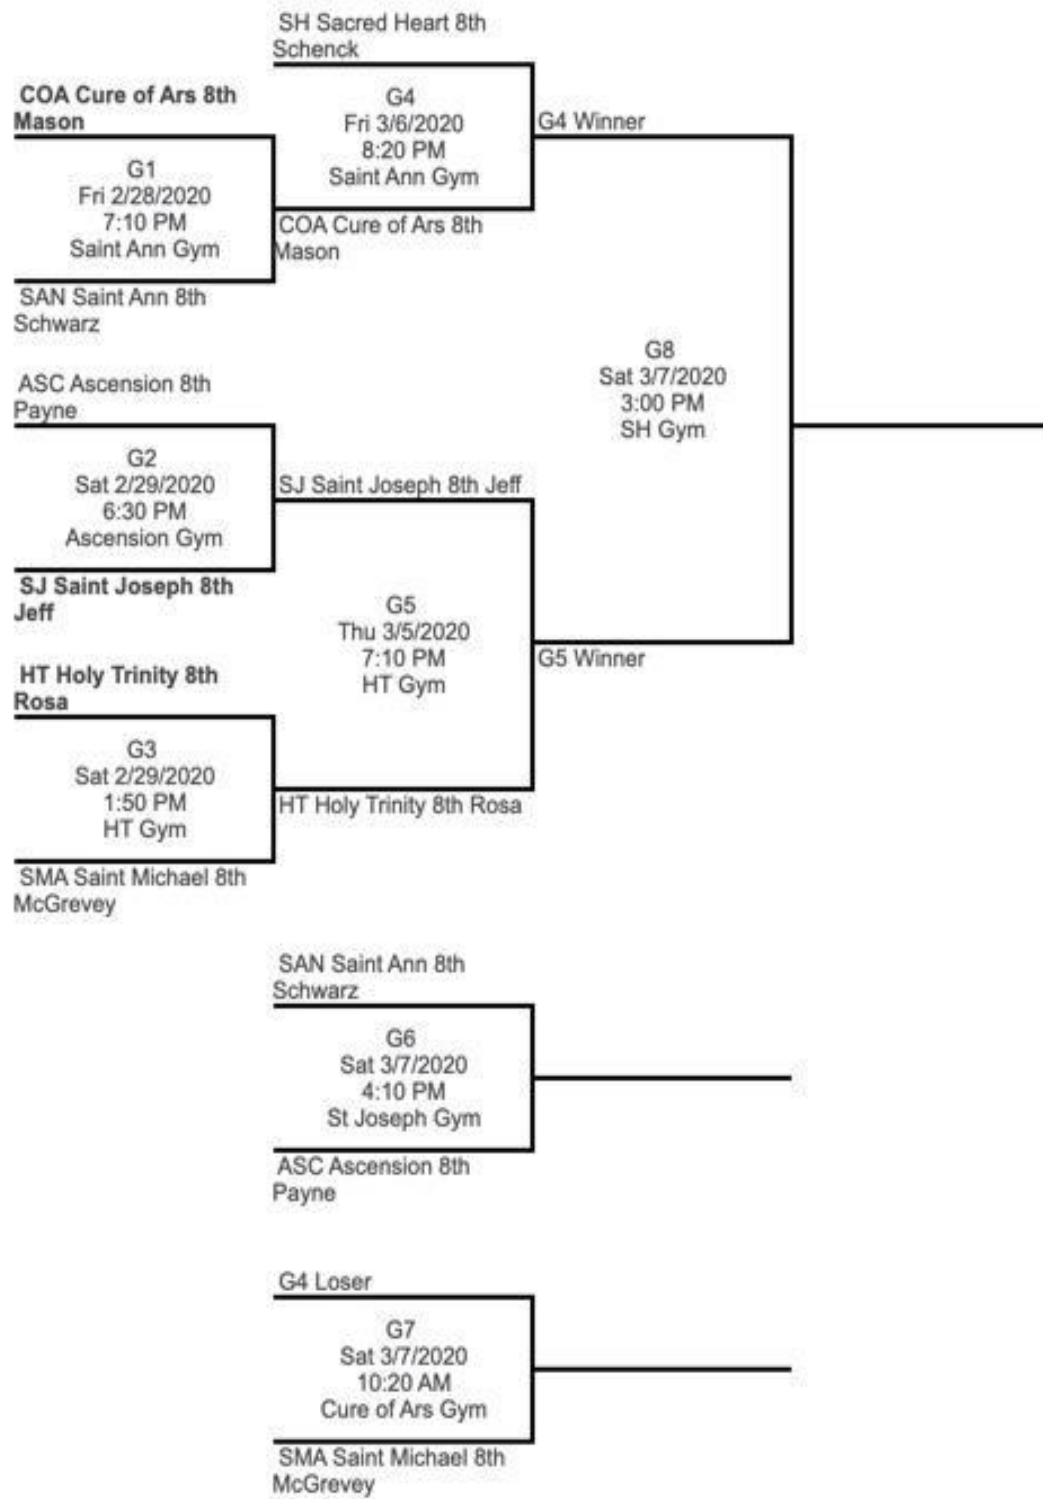 SH Sacred Heart 8th
Schenck
G4
Fri 3/6/2020
8:20 PM
Saint Ann Gym
COA Cure of Ars 8th
Mason
G4 Winner
COA Cure of Ars 8th
Mason
G1
Fri 2/28/2020
7:10 PM
Saint Ann Gym
SAN Saint Ann 8th
Schwarz
G8
Sat 3/7/2020
3:00 PM
SH Gym
ASC Ascension 8th
Payne
G2
Sat 2/29/2020
6:30 PM
Ascension Gym
SJ Saint Joseph 8th
Jeff
SJ Saint Joseph 8th Jeff
G5
Thu 3/5/2020
7:10 PM
HT Gym
G5 Winner
HT Holy Trinity 8th
Rosa
G3
Sat 2/29/2020
1:50 PM
HT Gym
HT Holy Trinity 8th Rosa
SMA Saint Michael 8th
McGrevey
SAN Saint Ann 8th
Schwarz
G6
Sat 3/7/2020
4:10 PM
St Joseph Gym
ASC Ascension 8th
Payne
G4 Loser
G7
Sat 3/7/2020
10:20 AM
Cure of Ars Gym
SMA Saint Michael 8th
McGrevey